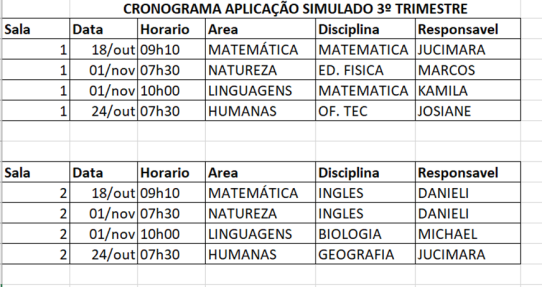 CRONOGRAMA APLICAÇÃO SIMULADO 3º TRIMESTRE
Sala Data Horario Area Disciplina Responsavel
1 18/out 09h10 MATEMÁTICA MATEMATICA JUCIMARA
1 01/nov 07h30 NATUREZA ED. FISICA MARCOS
1 01/nov 10h00 LINGUAGENS MATEMATICA KAMILA
1 24/out 07h30 HUMANAS OF. TEC JOSIANE
Sala Data Horario Area Disciplina Responsavel
2 18/out 09h10 MATEMÁTICA INGLES DANIELI
2 01/nov 07h30 NATUREZA INGLES DANIELI
2 01/nov 10h00 LINGUAGENS BIOLOGIA MICHAEL
2 24/out 07h30 HUMANAS GEOGRAFIA JUCIMARA